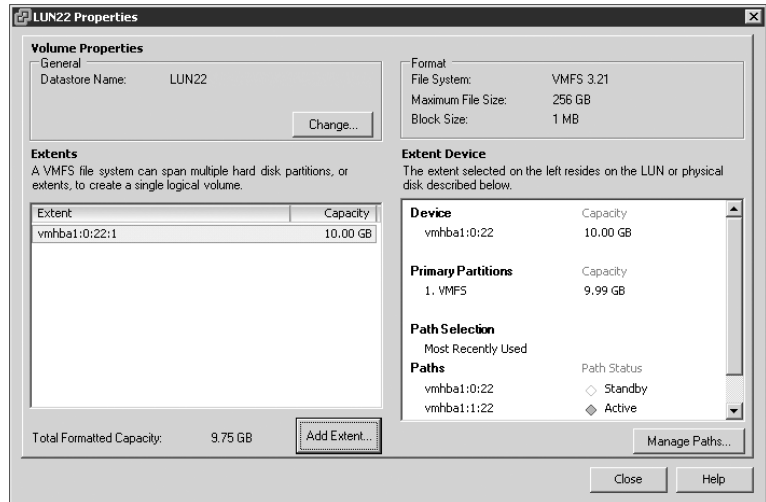 LUN22 Properties
Volume Properties
General
Datastore Name: LUN22
Change...
Format
File System: VMFS 3.21
Maximum File Size: 256 GB
Block Size: 1 MB
Extents
A VMFS file system can span multiple hard disk partitions, or
extents, to create a single logical volume.
Extent Capacity
vmhba1:0:22:1 10.00 GB
Total Formatted Capacity: 9.75 GB
Add Extent...
Extent Device
The extent selected on the left resides on the LUN or physical
disk described below.
Device Capacity
vmhba1:0:22 10.00 GB
Primary Partitions Capacity
1. VMFS 9.99 GB
Path Selection
Most Recently Used
Paths Path Status
vmhba1:0:22 Standby
vmhba1:1:22 Active
Manage Paths...
Close Help